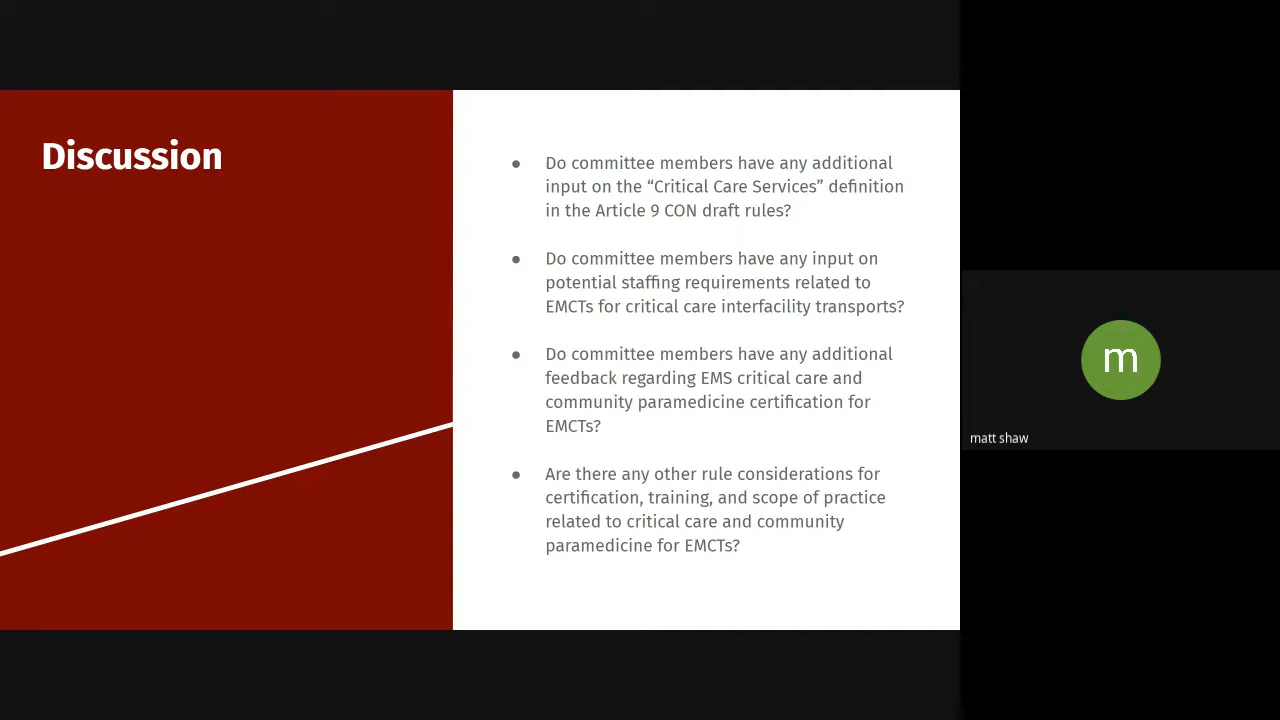 Discussion
● Do committee members have any additional
input on the “Critical Care Services” definition
in the Article 9 CON draft rules?
● Do committee members have any input on
potential staffing requirements related to
EMCTs for critical care interfacility transports?
● Do committee members have any additional
feedback regarding EMS critical care and
community paramedicine certification for
EMCTs?
● Are there any other rule considerations for
certification, training, and scope of practice
related to critical care and community
paramedicine for EMCTs?
m
matt shaw